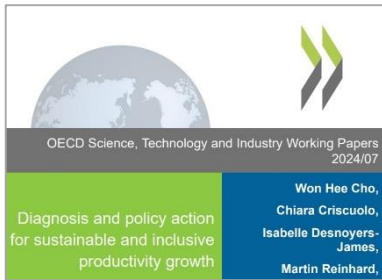 OECD Science, Technology and Industry Working Papers
2024/07
Diagnosis and policy action
for sustainable and inclusive
productivity growth
Won Hee Cho,
Chiara Criscuolo,
Isabelle Desnoyers-
James,
Martin Reinhard